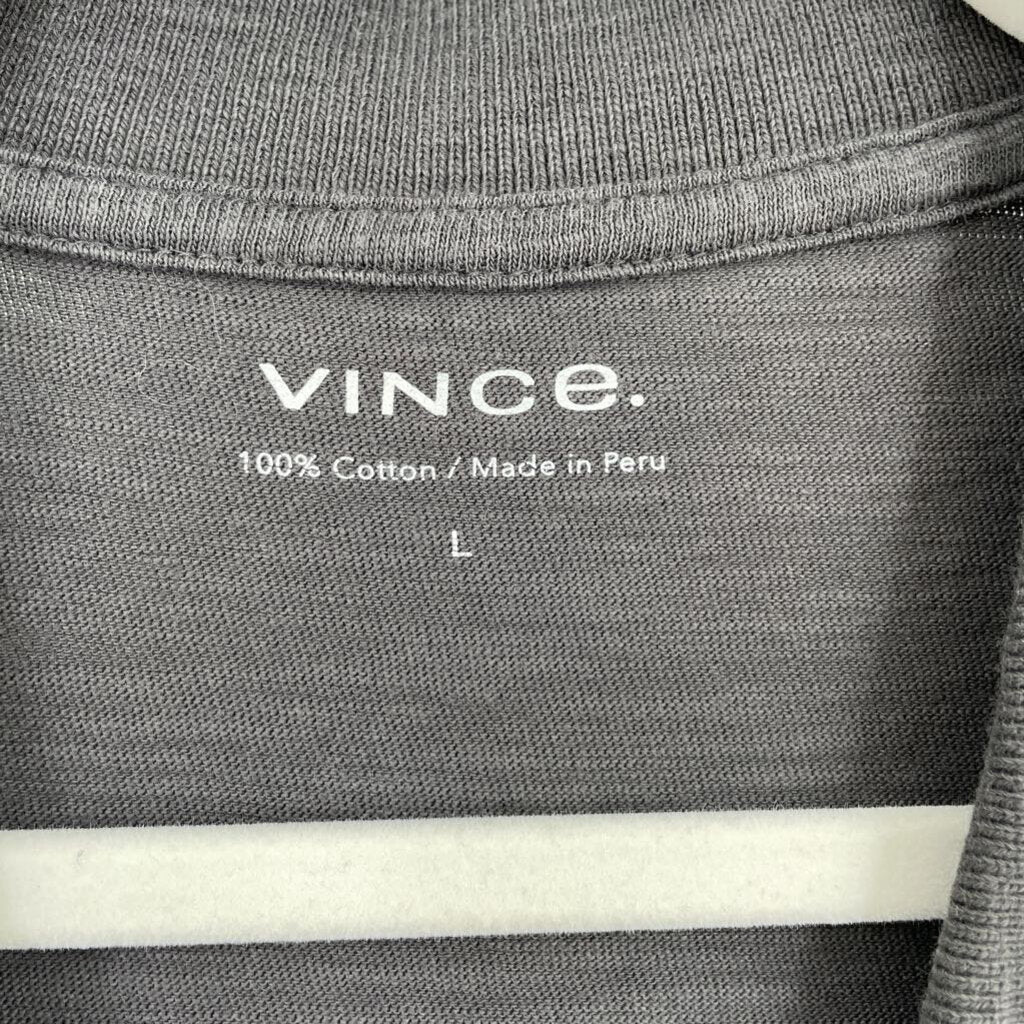 VINCe.
100% Cotton / Made in Peru
L